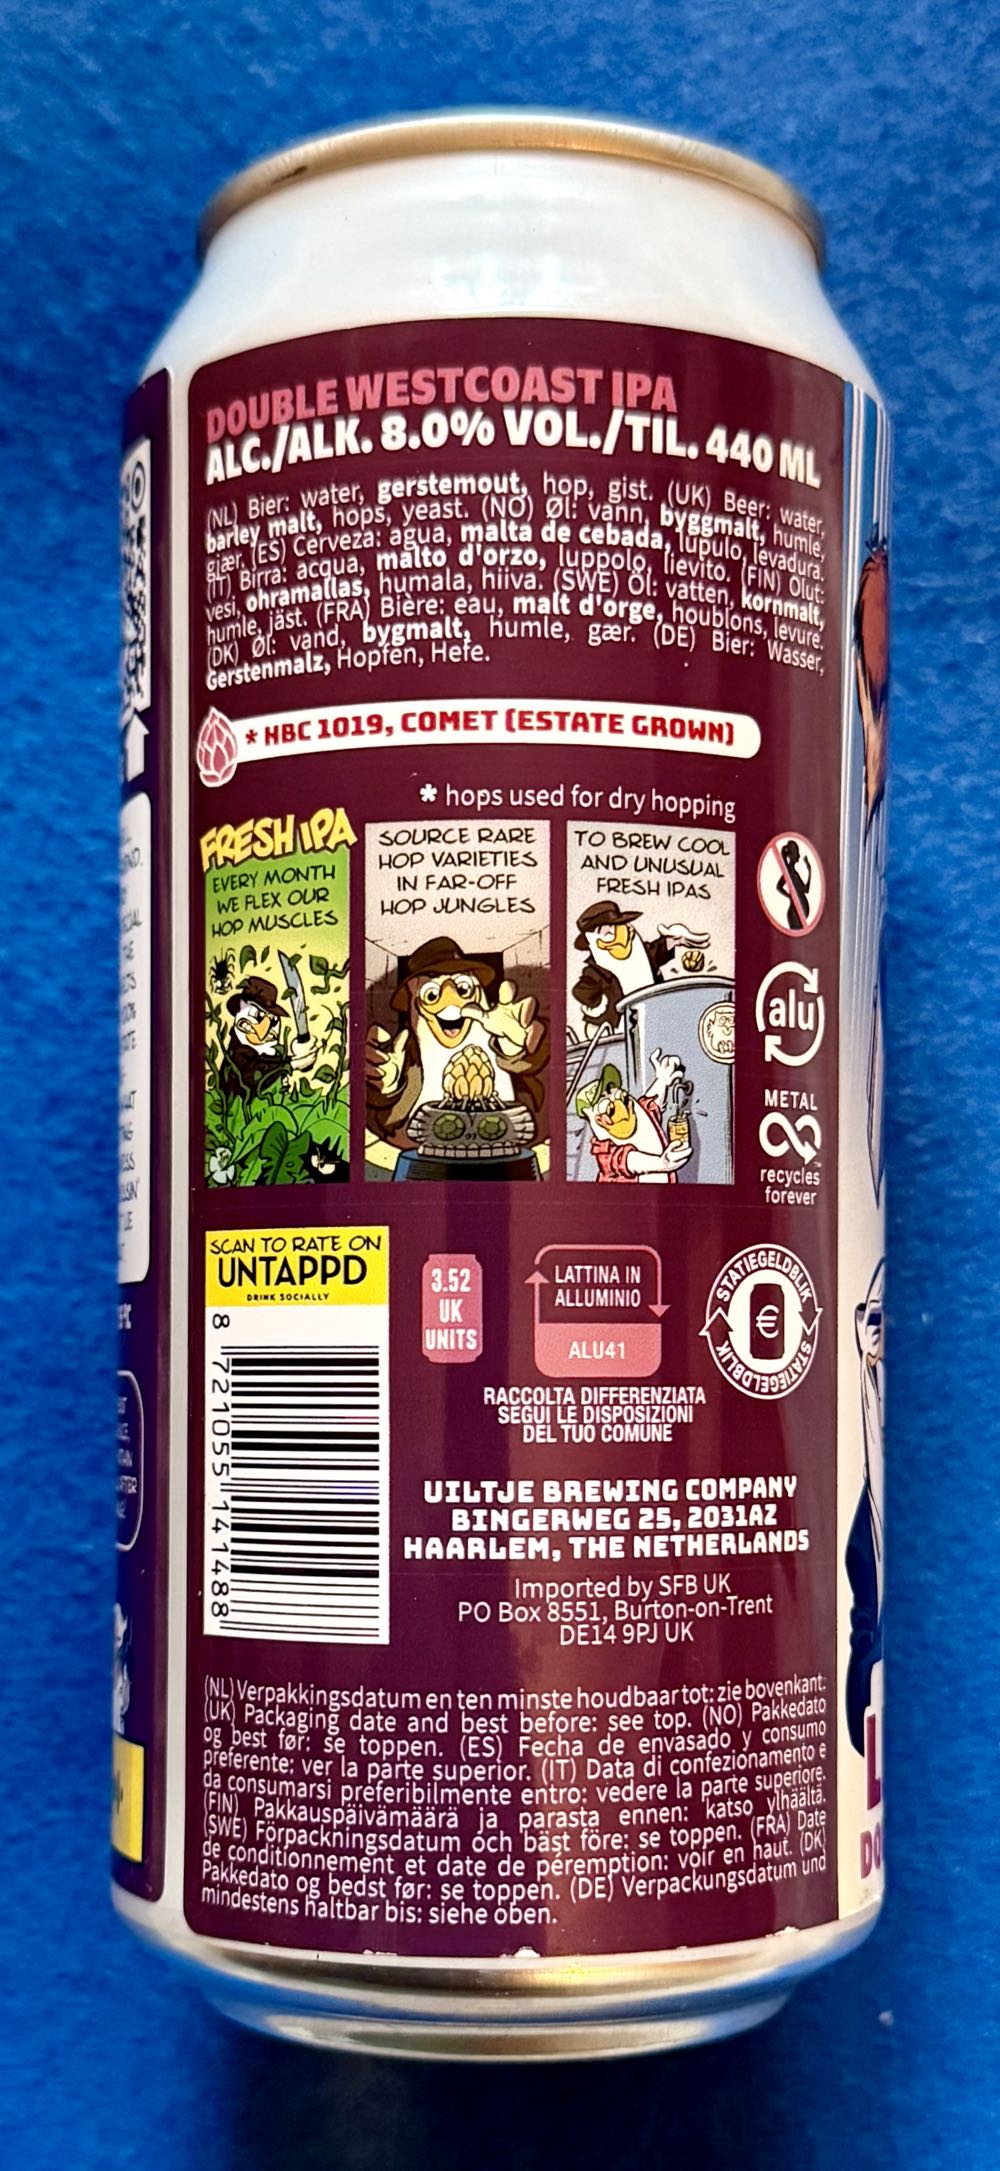 DOUBLE WESTCOAST IPA
ALC./ALK. 8.0% VOL./TIL. 440 ML
(NL) Bier: water, gerstemout, hop, gist. (UK) Beer: water,
barley malt, hops, yeast. (NO) Øl: vann, byggmalt, humle,
gjær. (ES) Cerveza: agua, malta de cebada, lúpulo, levadura.
(IT) Birra: acqua, malto d'orzo, luppolo, lievito. (FIN) Olut:
vesi, ohramallas, humala, hiiva. (SWE) Öl: vatten, kornmalt,
humle, jäst. (FRA) Bière: eau, malt d'orge, houblons, levure.
(DK) Øl: vand, bygmalt, humle, gær. (DE) Bier: Wasser,
Gerstenmalz, Hopfen, Hefe.
* HBC 1019, COMET (ESTATE GROWN)
* hops used for dry hopping
FRESH IPA
EVERY MONTH
WE FLEX OUR
HOP MUSCLES
SOURCE RARE
HOP VARIETIES
IN FAR-OFF
HOP JUNGLES
TO BREW COOL
AND UNUSUAL
FRESH IPAS
alu
METAL
recycles
forever
SCAN TO RATE ON
UNTAPPD
DRINK SOCIALLY
8 721055 141488
3.52
UK
UNITS
LATTINA IN
ALLUMINIO
ALU41
RACCOLTA DIFFERENZIATA
SEGUI LE DISPOSIZIONI
DEL TUO COMUNE
STATIEGELDBLIK
€
STATIEGELDBLIK
UILTJE BREWING COMPANY
BINGERWEG 25, 2031AZ
HAARLEM, THE NETHERLANDS
Imported by SFB UK
PO Box 8551, Burton-on-Trent
DE14 9PJ UK
(NL) Verpakkingsdatum en ten minste houdbaar tot: zie bovenkant.
(UK) Packaging date and best before: see top. (NO) Pakkedato
og best før: se toppen. (ES) Fecha de envasado y consumo
preferente: ver la parte superior. (IT) Data di confezionamento e
da consumarsi preferibilmente entro: vedere la parte superiore.
(FIN) Pakkauspäivämäärä ja parasta ennen: katso ylhäältä.
(SWE) Förpackningsdatum och bäst före: se toppen. (FRA) Date
de conditionnement et date de péremption: voir en haut. (DK)
Pakkedato og bedst før: se toppen. (DE) Verpackungsdatum und
mindestens haltbar bis: siehe oben.